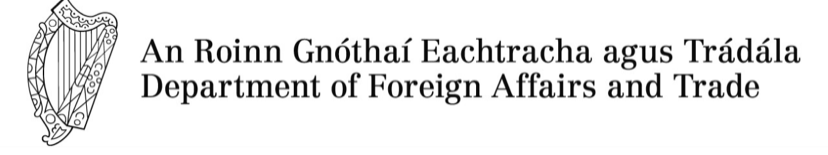 An Roinn Gnóthaí Eachtracha agus Trádála
Department of Foreign Affairs and Trade